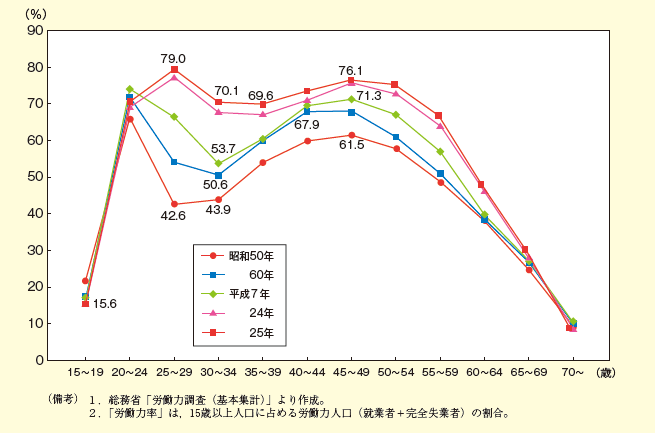 (%)
90
80
70
60
50
40
30
20
10
0
79.0
70.1
69.6
76.1
71.3
53.7
67.9
61.5
50.6
42.6
43.9
15.6
昭和50年
60年
平成7年
24年
25年
15~19 20~24 25~29 30~34 35~39 40~44 45~49 50~54 55~59 60~64 65~69 70~ (歳)
(備考) 1.総務省「労働力調査(基本集計)」より作成。
2.「労働力率」は,15歳以上人口に占める労働力人口(就業者+完全失業者)の割合。